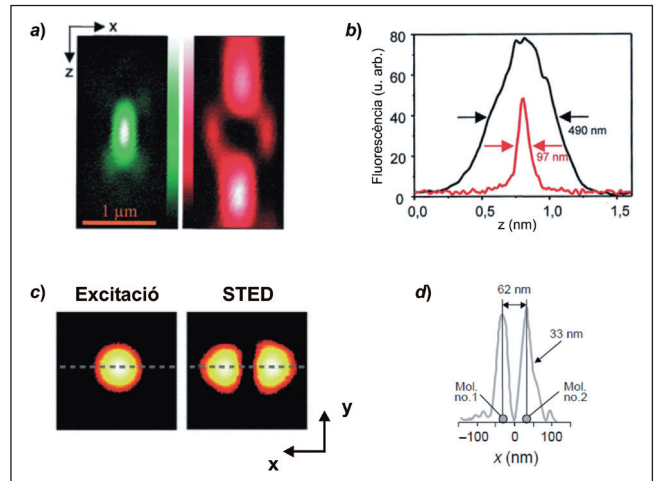 a)
x
z
1 µm
b)
Fluorescència (u. arb.)
80
60
40
20
0
490 nm
97 nm
0,0
0,5
1,0
1,5
z (nm)
c)
Excitació
STED
y
x
d)
62 nm
33 nm
Mol.
no.1
Mol.
no.2
−100
0
100
x (nm)